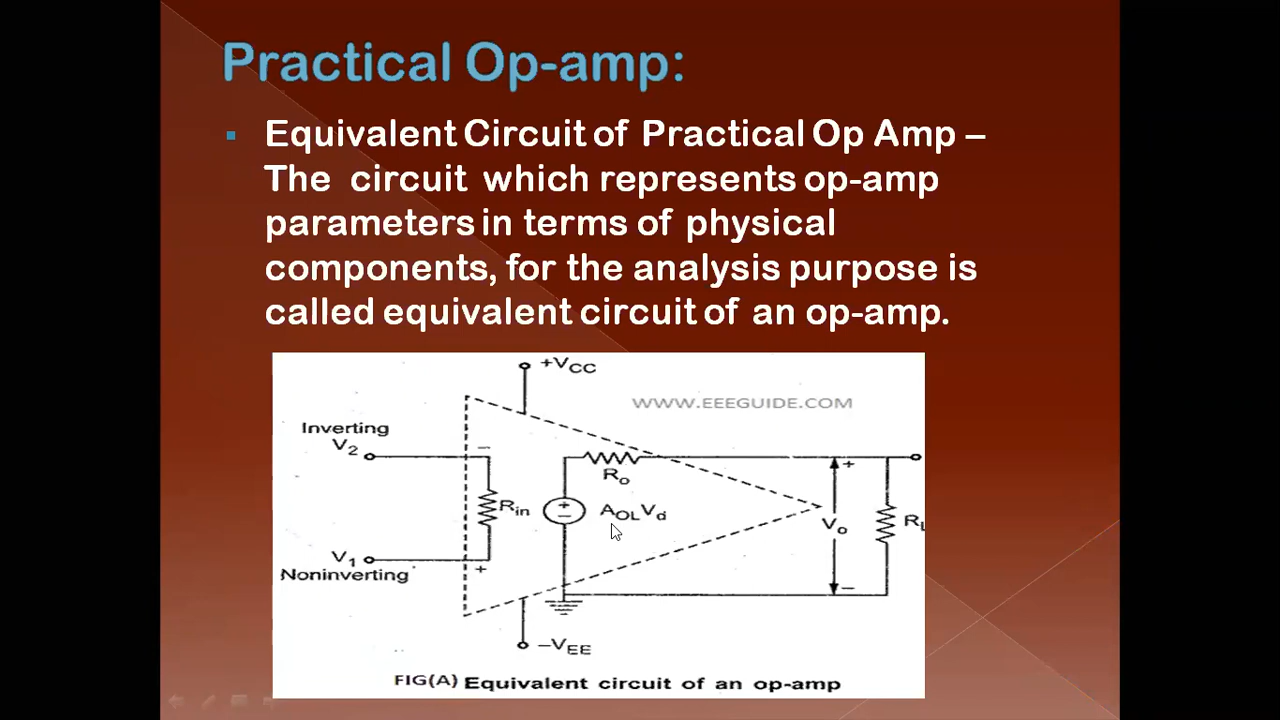 Practical Op-amp:
Equivalent Circuit of Practical Op Amp –
The circuit which represents op-amp
parameters in terms of physical
components, for the analysis purpose is
called equivalent circuit of an op-amp.
+VCC
WWW.EEEGUIDE.COM
Inverting
V2
–
+
Ro
Rin
+
–
AOLVd
Vo
RL
V1
Noninverting
+
–
–VEE
FIG(A) Equivalent circuit of an op-amp